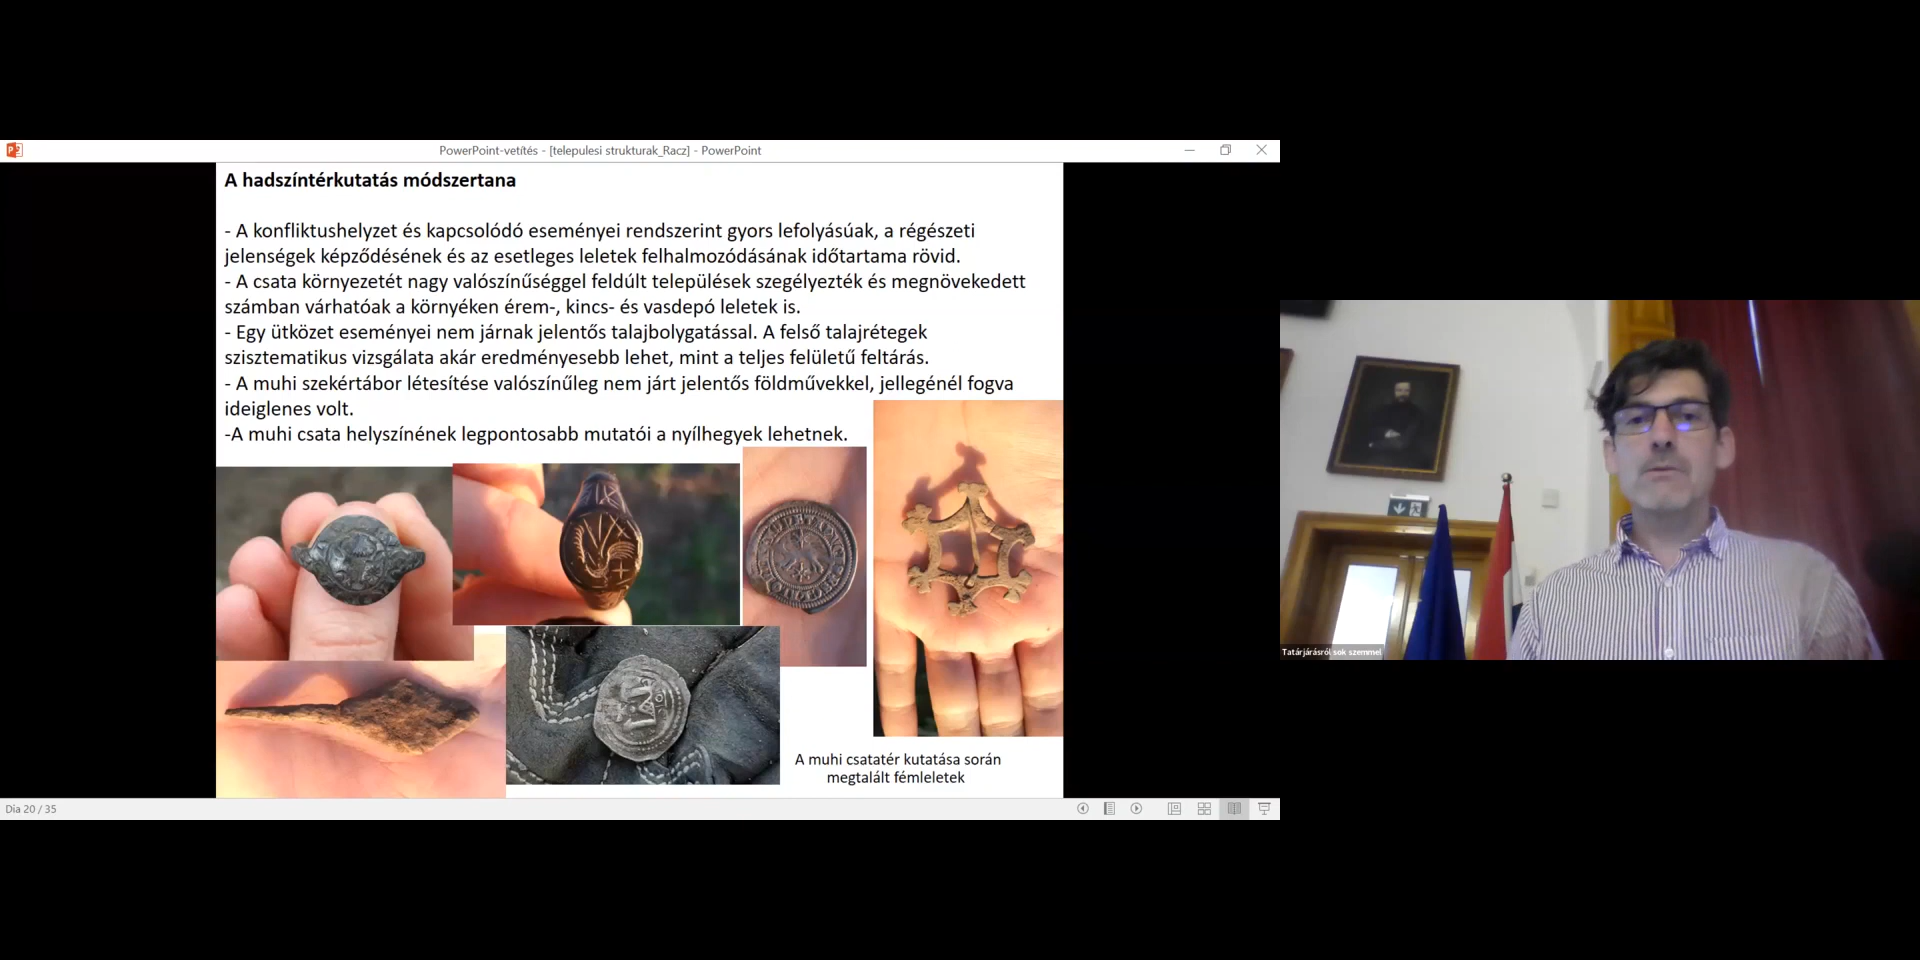 PowerPoint-vetítés - [telepulesi strukturak_Racz] - PowerPoint
A hadszíntérkutatás módszertana
- A konfliktushelyzet és kapcsolódó eseményei rendszerint gyors lefolyásúak, a régészeti
jelenségek képződésének és az esetleges leletek felhalmozódásának időtartama rövid.
- A csata környezetét nagy valószínűséggel feldúlt települések szegélyezték és megnövekedett
számban várhatóak a környéken érem-, kincs- és vasdepó leletek is.
- Egy ütközet eseményei nem járnak jelentős talajbolygatással. A felső talajrétegek
szisztematikus vizsgálata akár eredményesebb lehet, mint a teljes felületű feltárás.
- A muhi szekértábor létesítése valószínűleg nem járt jelentős földművekkel, jellegénél fogva
ideiglenes volt.
-A muhi csata helyszínének legpontosabb mutatói a nyílhegyek lehetnek.
A muhi csatatér kutatása során
megtalált fémleletek
Dia 20 / 35
Tatárjárásról sok szemmel